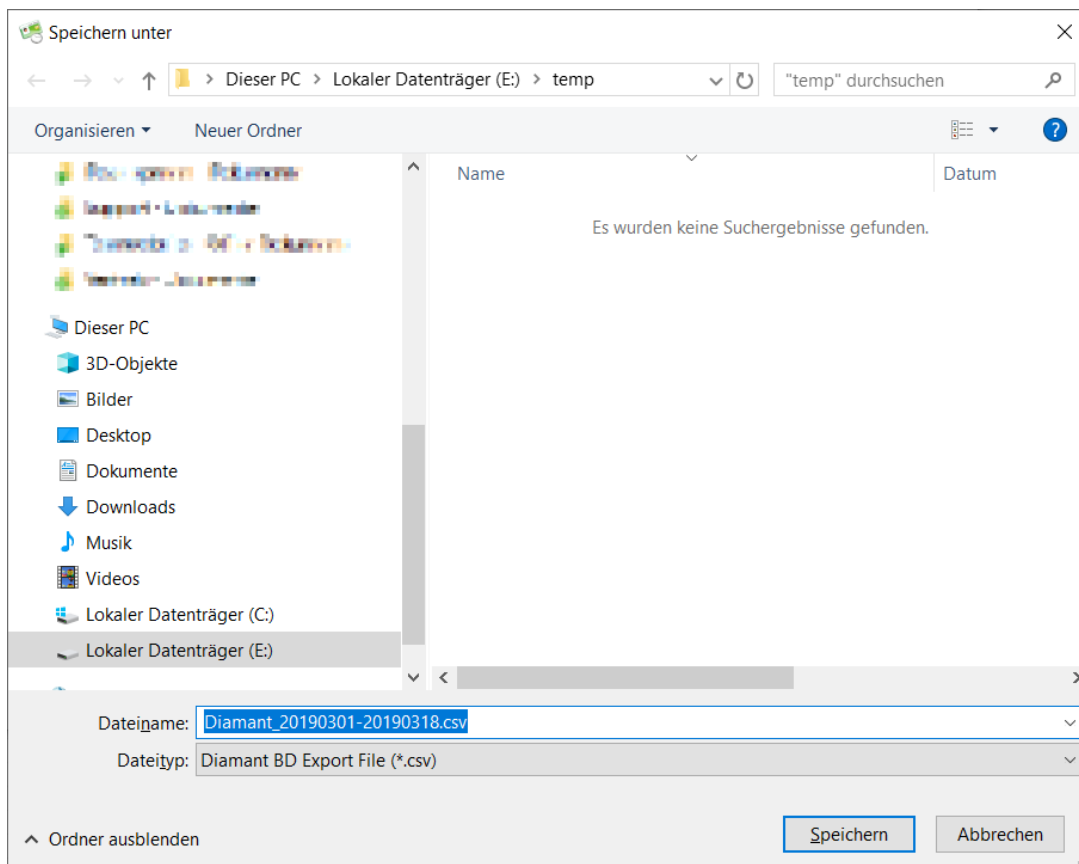 Speichern unter
Dieser PC > Lokaler Datenträger (E:) > temp
"temp" durchsuchen
Organisieren
Neuer Ordner
Name
Datum
Es wurden keine Suchergebnisse gefunden.
Dieser PC
3D-Objekte
Bilder
Desktop
Dokumente
Downloads
Musik
Videos
Lokaler Datenträger (C:)
Lokaler Datenträger (E:)
Dateiname: Diamant_20190301-20190318.csv
Dateityp: Diamant BD Export File (*.csv)
Ordner ausblenden
Speichern
Abbrechen